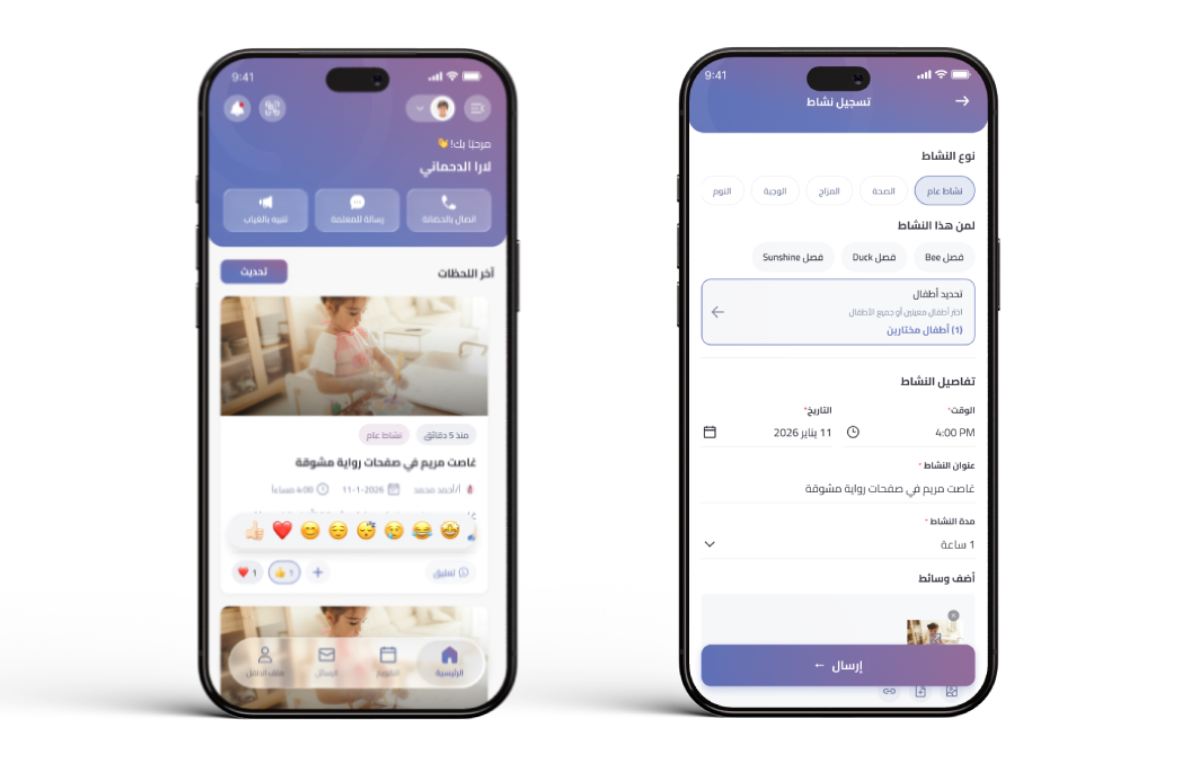 9:41
مرحبًا بك! 👋
لارا الدحماني
اتصال بالحضانة
رسالة للمعلمة
تنبيه بالغياب
آخر اللحظات
تحديث
منذ 5 دقائق
نشاط عام
غاصت مريم في صفحات رواية مشوقة
أ/أحمد محمد
11-1-2026
4:00 مساءاً
1
1
تعليق
الرئيسية
التقويم
الرسائل
ملف الطفل
9:41
تسجيل نشاط
نوع النشاط
نشاط عام
الصحة
المزاج
الوجبة
النوم
لمن هذا النشاط
فصل Bee
فصل Duck
فصل Sunshine
تحديد أطفال
اختر أطفال معينين أو جميع الأطفال
(1) أطفال مختارين
تفاصيل النشاط
الوقت*
التاريخ*
4:00 PM
11 يناير 2026
عنوان النشاط *
غاصت مريم في صفحات رواية مشوقة
مدة النشاط *
1 ساعة
أضف وسائط
إرسال ←